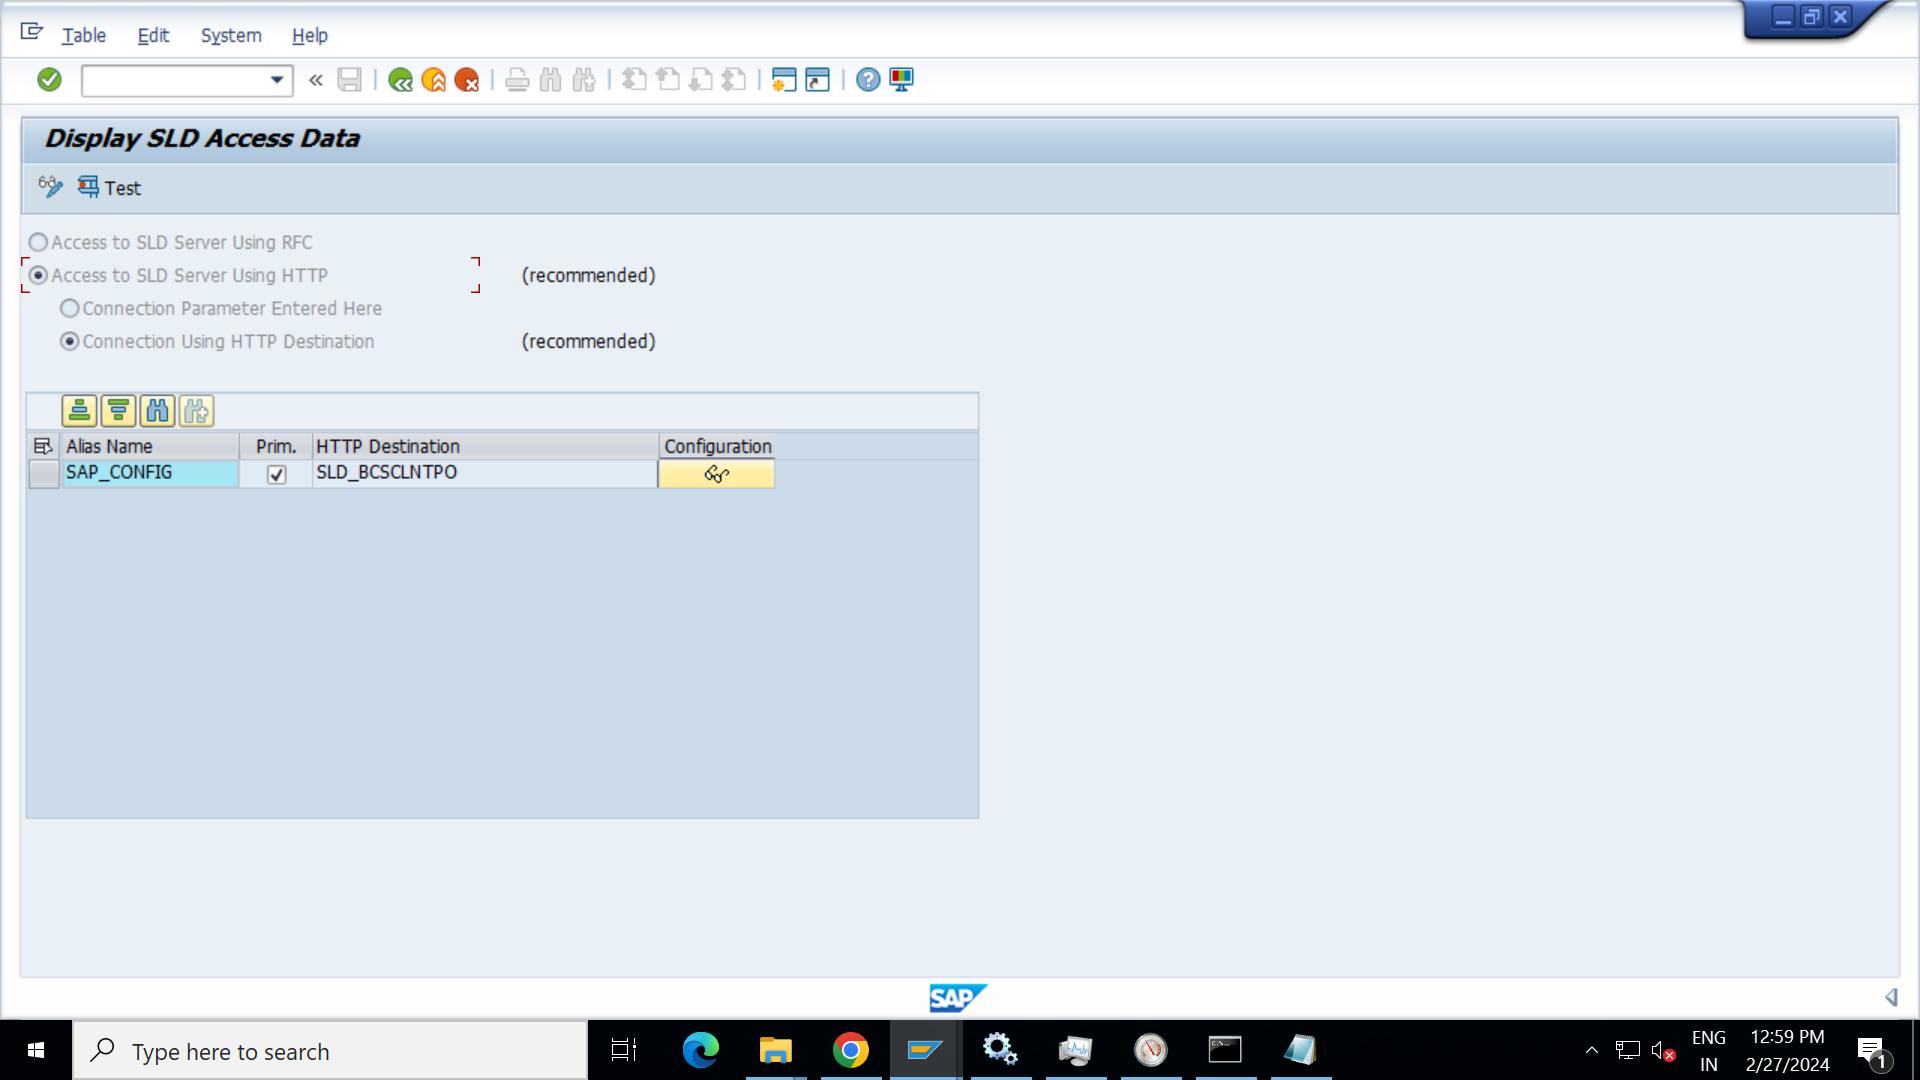 Table Edit System Help
Display SLD Access Data
Test
Access to SLD Server Using RFC
Access to SLD Server Using HTTP (recommended)
Connection Parameter Entered Here
Connection Using HTTP Destination (recommended)
Alias Name Prim. HTTP Destination Configuration
SAP_CONFIG SLD_BCSCLNTPO
SAP
Type here to search
ENG
IN
12:59 PM
2/27/2024
1